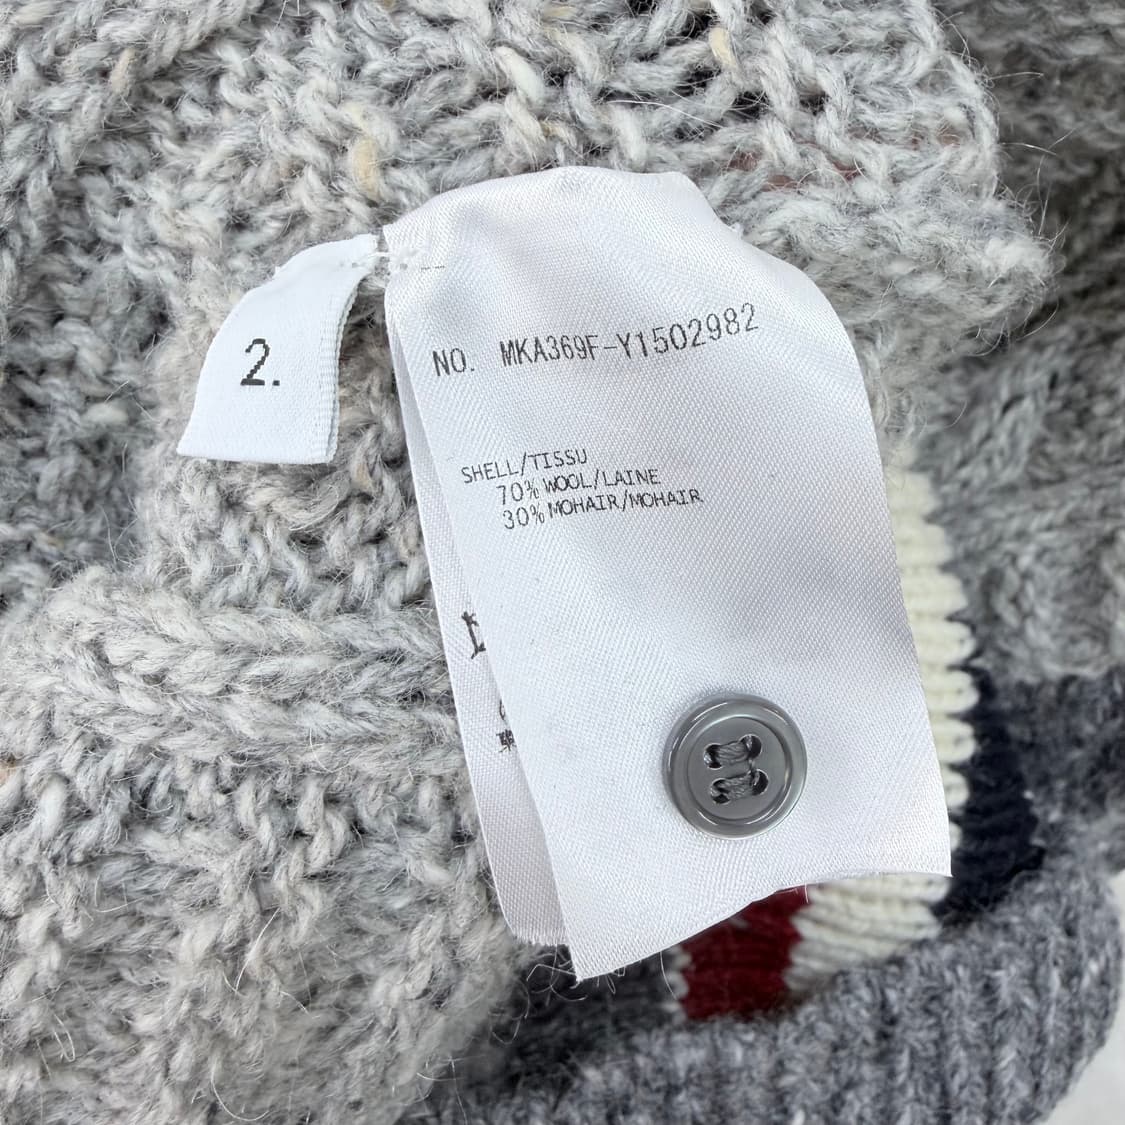 2.
NO. MKA369F-Y1502982
SHELL/TISSU
70% WOOL/LAINE
30% MOHAIR/MOHAIR